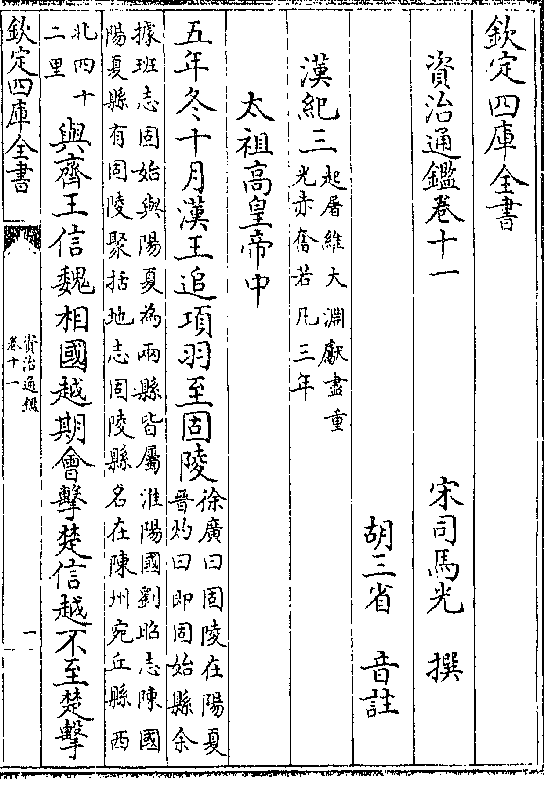 欽定四庫全書
資治通鑑卷十一
宋司馬光 撰
胡三省 音註
漢紀三 起屠維大淵獻盡重
光赤奮若凡三年
太祖高皇帝中
五年冬十月漢王追項羽至固陵 徐廣曰固陵在陽夏
晉灼曰即固始縣余
據班志固始與陽夏為兩縣皆屬淮陽國劉昭志陳國
陽夏縣有固陵聚括地志固陵縣名在陳州宛丘縣西
北四十
二里 與齊王信魏相國越期會擊楚信越不至楚擊
欽定四庫全書
資治通鑑
卷十一
一